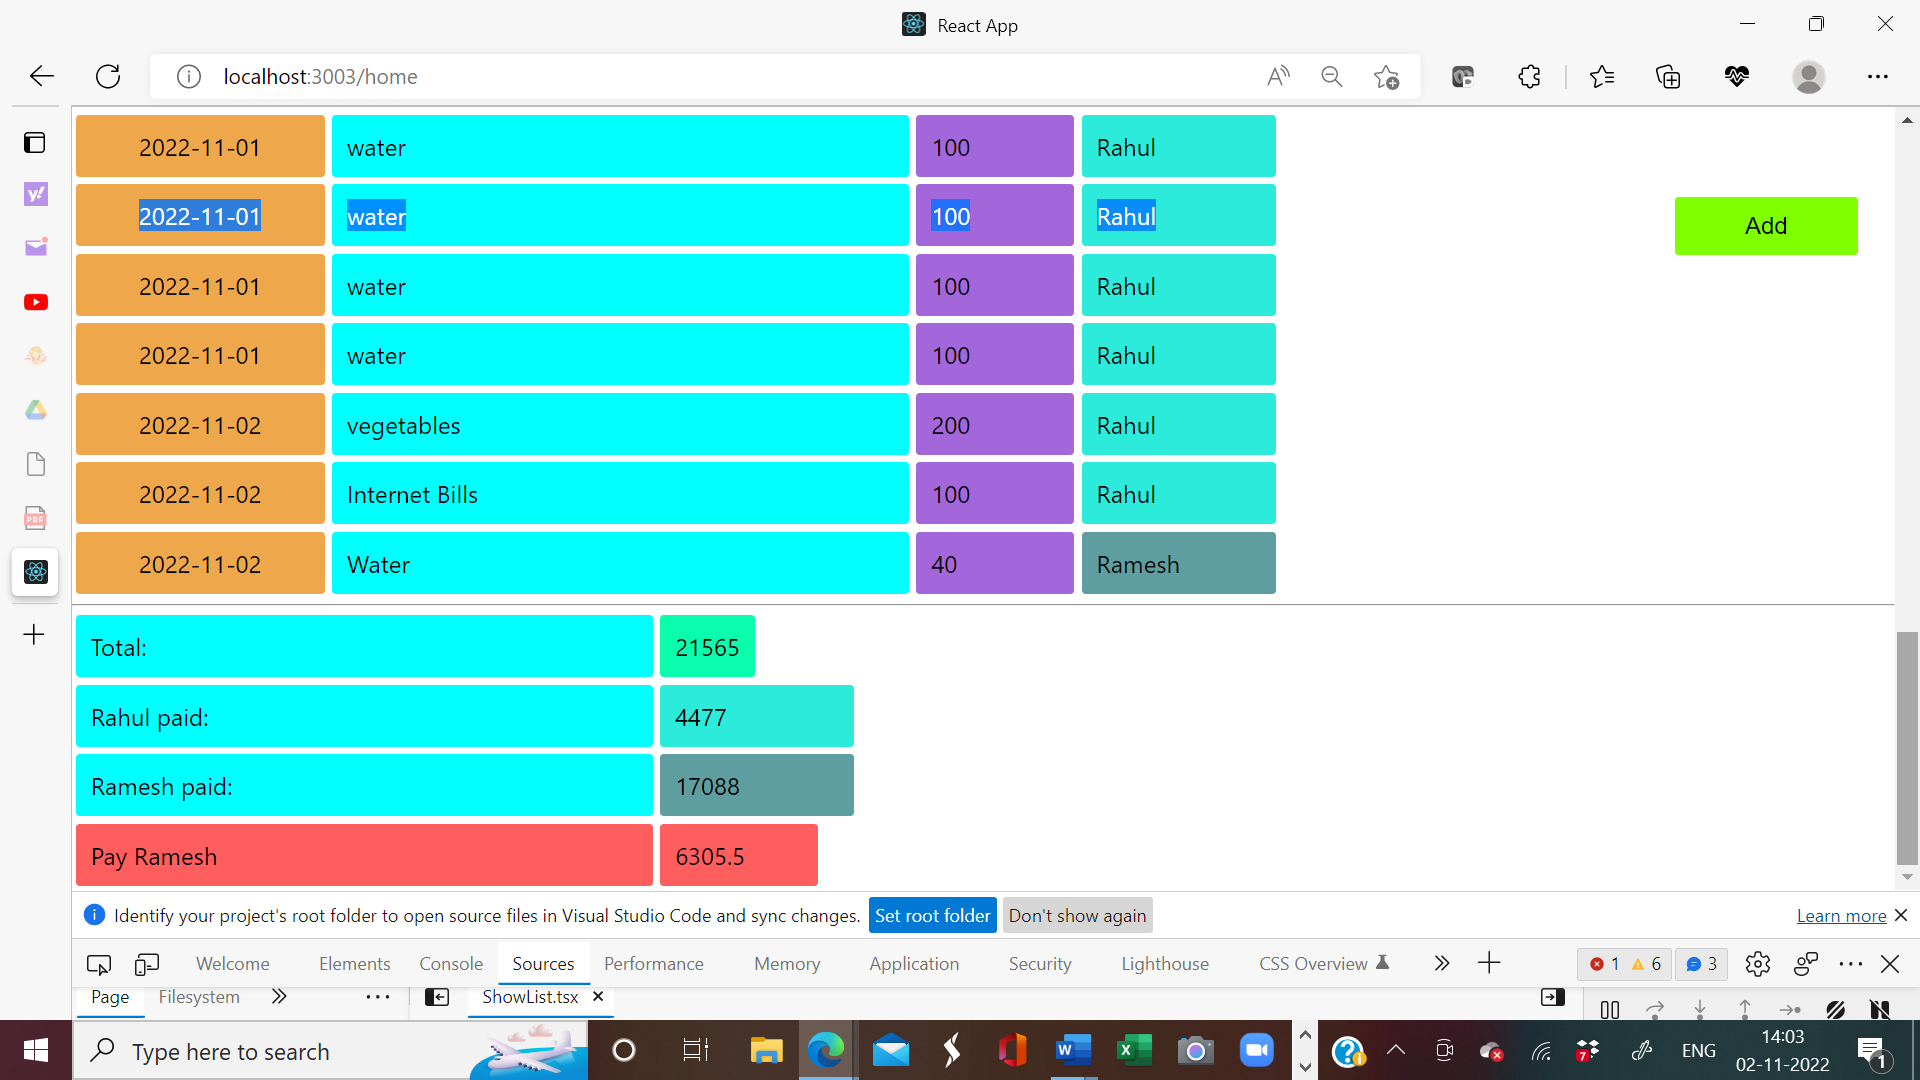 React App
localhost:3003/home
2022-11-01 water 100 Rahul
2022-11-01 water 100 Rahul
Add
2022-11-01 water 100 Rahul
2022-11-01 water 100 Rahul
2022-11-02 vegetables 200 Rahul
2022-11-02 Internet Bills 100 Rahul
2022-11-02 Water 40 Ramesh
Total: 21565
Rahul paid: 4477
Ramesh paid: 17088
Pay Ramesh 6305.5
Identify your project's root folder to open source files in Visual Studio Code and sync changes. Set root folder Don't show again Learn more
Welcome Elements Console Sources Performance Memory Application Security Lighthouse CSS Overview 1 6 3
Page Filesystem ShowList.tsx
Type here to search
7
ENG
14:03
02-11-2022
1